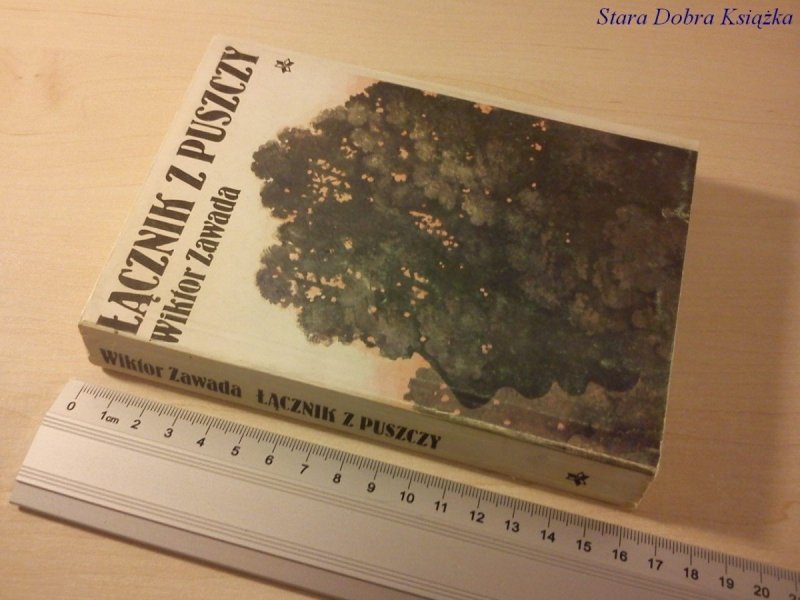 Stara Dobra Książka
ŁĄCZNIK Z PUSZCZY
Wiktor Zawada
Wiktor Zawada ŁĄCZNIK Z PUSZCZY
0 1cm 2 3 4 5 6 7 8 9 10 11 12 13 14 15 16 17 18 19 20